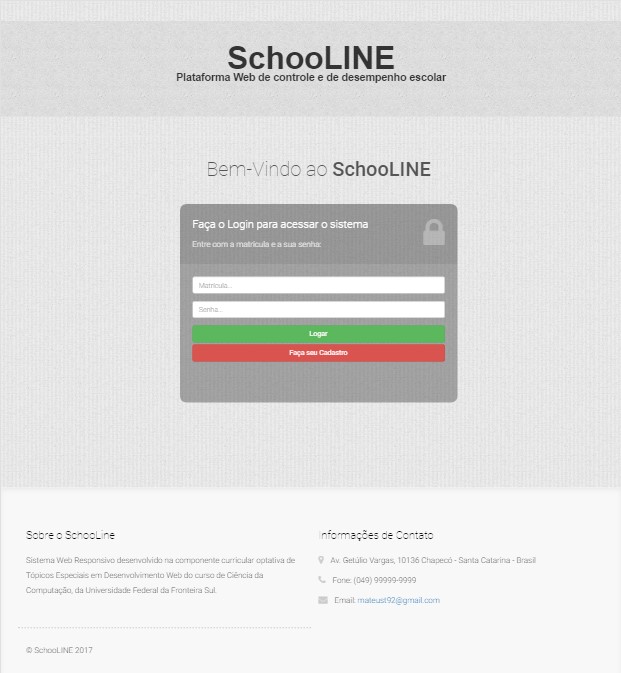 SchooLINE
Plataforma Web de controle e de desempenho escolar
Bem-Vindo ao SchooLINE
Faça o Login para acessar o sistema
Entre com a matrícula e a sua senha:
Matrícula...
Senha...
Logar
Faça seu Cadastro
Sobre o SchooLine
Sistema Web Responsivo desenvolvido na componente curricular optativa de
Tópicos Especiais em Desenvolvimento Web do curso de Ciência da
Computação, da Universidade Federal da Fronteira Sul.
© SchooLINE 2017
Informações de Contato
Av. Getúlio Vargas, 10136 Chapecó - Santa Catarina - Brasil
Fone: (049) 99999-9999
Email: mateust92@gmail.com